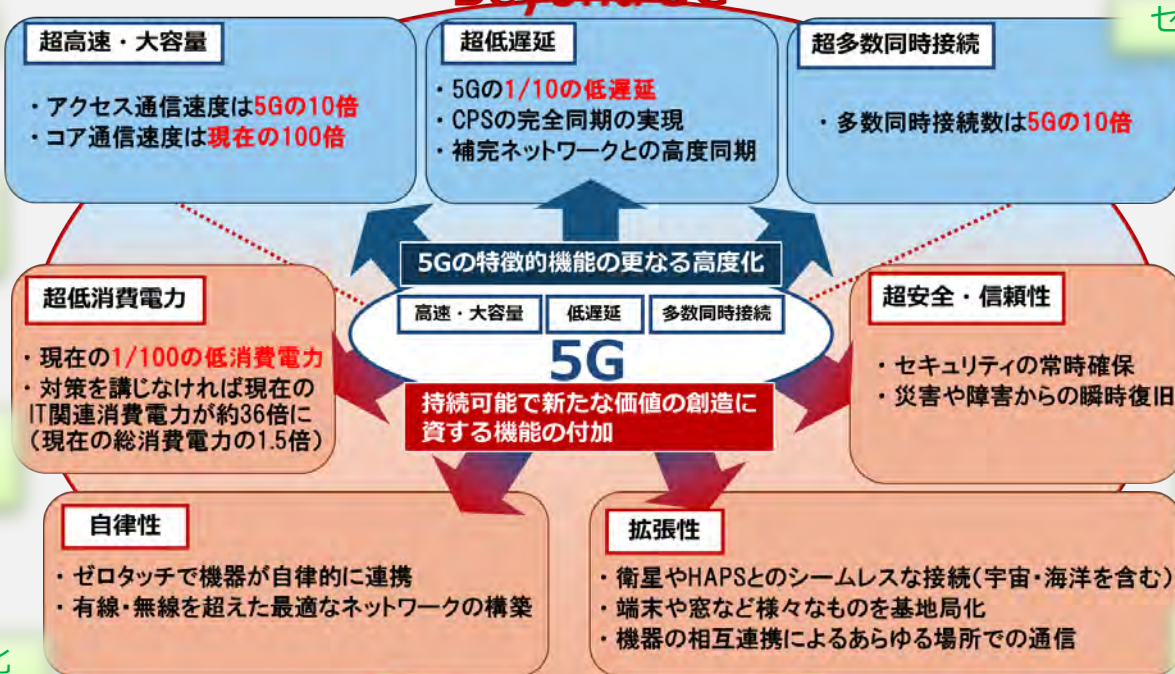 超高速・大容量
・アクセス通信速度は5Gの10倍
・コア通信速度は現在の100倍
超低遅延
・5Gの1/10の低遅延
・CPSの完全同期の実現
・補完ネットワークとの高度同期
超多数同時接続
・多数同時接続数は5Gの10倍
セ
5Gの特徴的機能の更なる高度化
高速・大容量 低遅延 多数同時接続
5G
持続可能で新たな価値の創造に
資する機能の付加
超低消費電力
・現在の1/100の低消費電力
・対策を講じなければ現在の
IT関連消費電力が約36倍に
(現在の総消費電力の1.5倍)
超安全・信頼性
・セキュリティの常時確保
・災害や障害からの瞬時復旧
自律性
・ゼロタッチで機器が自律的に連携
・有線・無線を超えた最適なネットワークの構築
拡張性
・衛星やHAPSとのシームレスな接続(宇宙・海洋を含む)
・端末や窓など様々なものを基地局化
・機器の相互連携によるあらゆる場所での通信